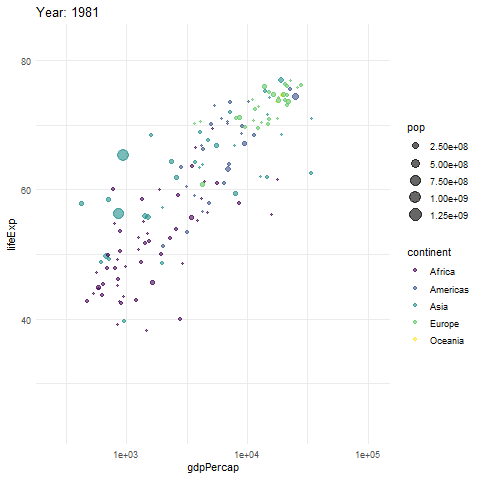 Year: 1981
80
60
40
lifeExp
1e+03
1e+04
1e+05
gdpPercap
pop
2.50e+08
5.00e+08
7.50e+08
1.00e+09
1.25e+09
continent
Africa
Americas
Asia
Europe
Oceania